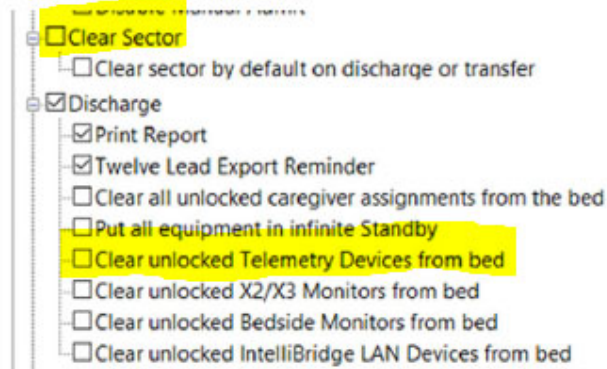 Disable Manual Admit
Clear Sector
Clear sector by default on discharge or transfer
Discharge
Print Report
Twelve Lead Export Reminder
Clear all unlocked caregiver assignments from the bed
Put all equipment in infinite Standby
Clear unlocked Telemetry Devices from bed
Clear unlocked X2/X3 Monitors from bed
Clear unlocked Bedside Monitors from bed
Clear unlocked IntelliBridge LAN Devices from bed